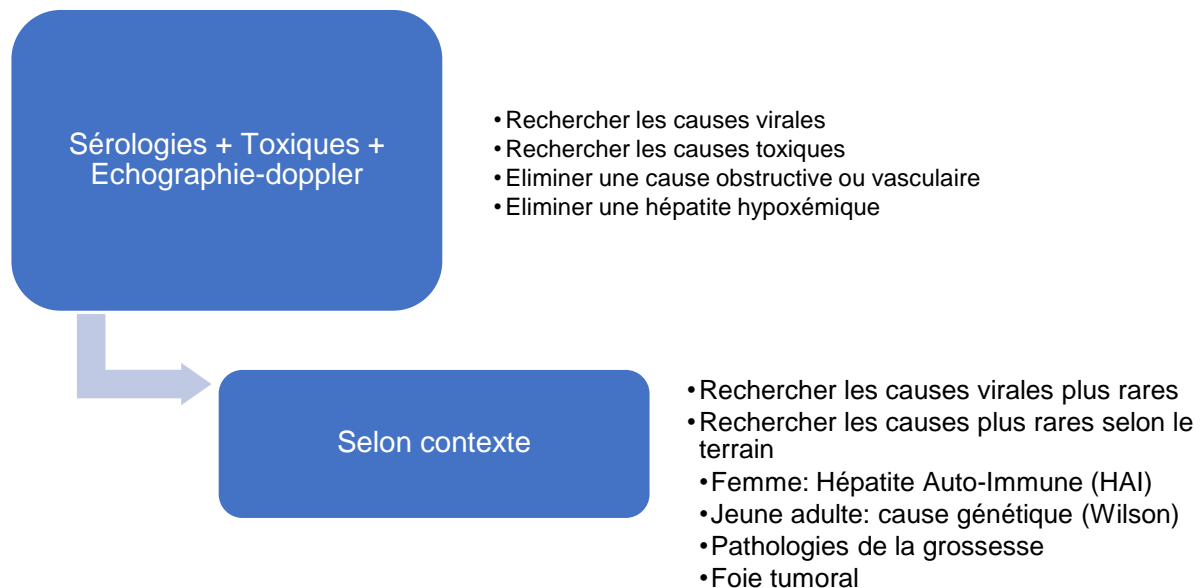 Sérologies + Toxiques +
Echographie-doppler
• Rechercher les causes virales
• Rechercher les causes toxiques
• Eliminer une cause obstructive ou vasculaire
• Eliminer une hépatite hypoxémique
Selon contexte
• Rechercher les causes virales plus rares
• Rechercher les causes plus rares selon le
terrain
• Femme: Hépatite Auto-Immune (HAI)
• Jeune adulte: cause génétique (Wilson)
• Pathologies de la grossesse
• Foie tumoral